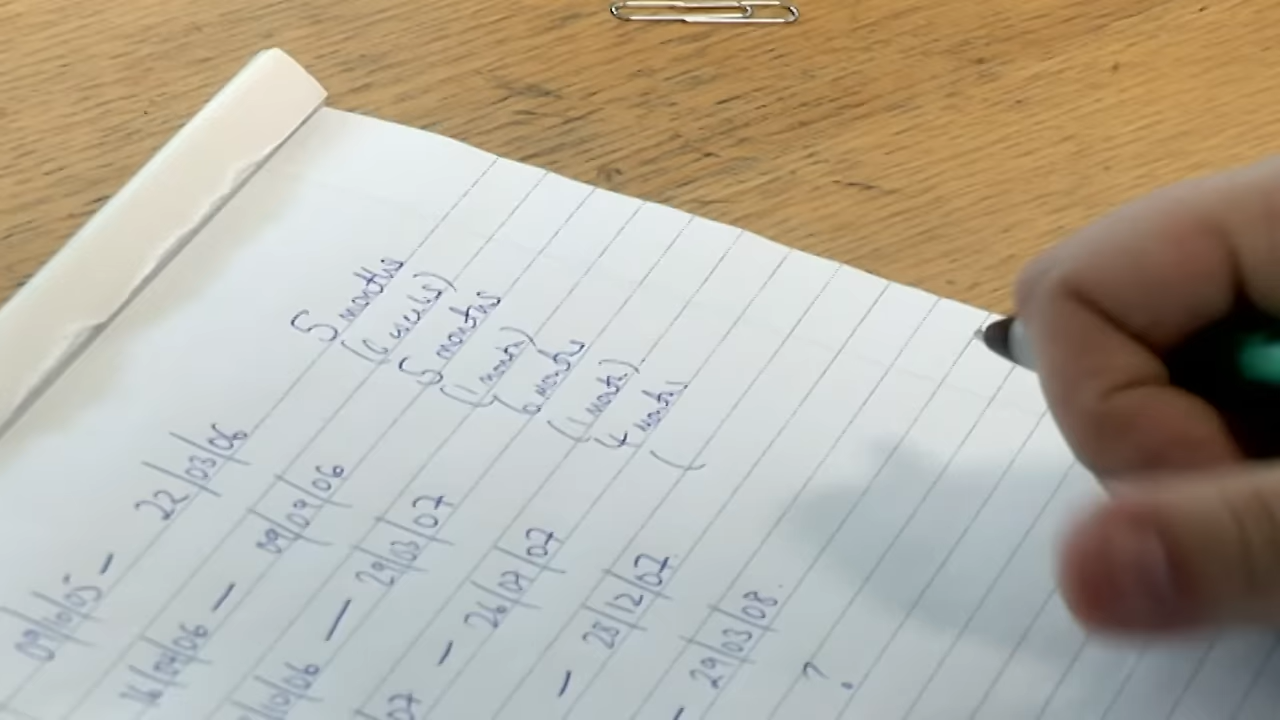 09/10/05 — 22/03/06 5 months
(6 weeks)
16/04/06 — 09/09/06 5 months
(1 month)
/10/06 — 29/03/07 6 months
(1 month)
07 — 26/07/07 4 months
(
— 28/12/07
- 29/03/08.
?